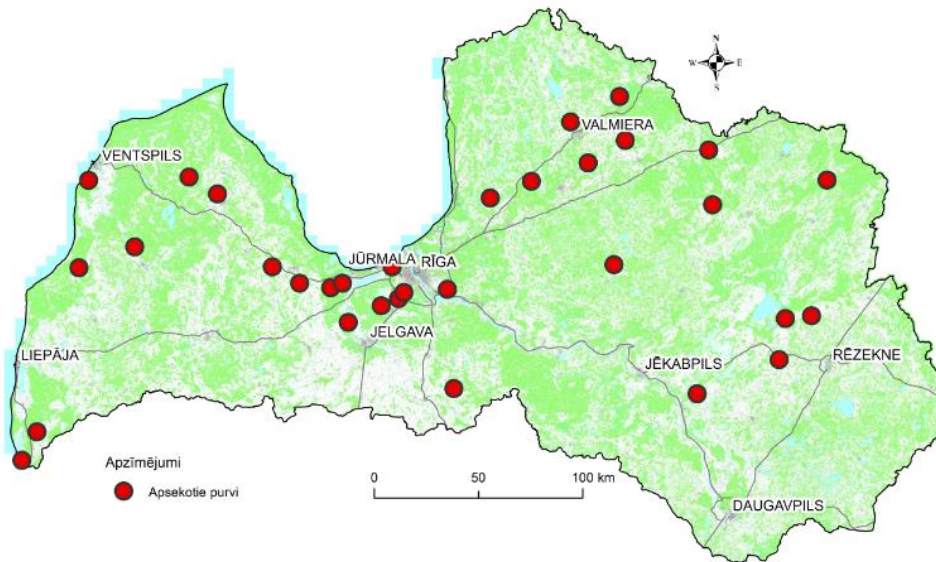 N
W E
S
VALMIERA
VENTSPILS
JŪRMALA RĪGA
JELGAVA
LIEPĀJA
JĒKABPILS
RĒZEKNE
Apzīmējumi
Apsekotie purvi
0 50 100 km
DAUGAVPILS